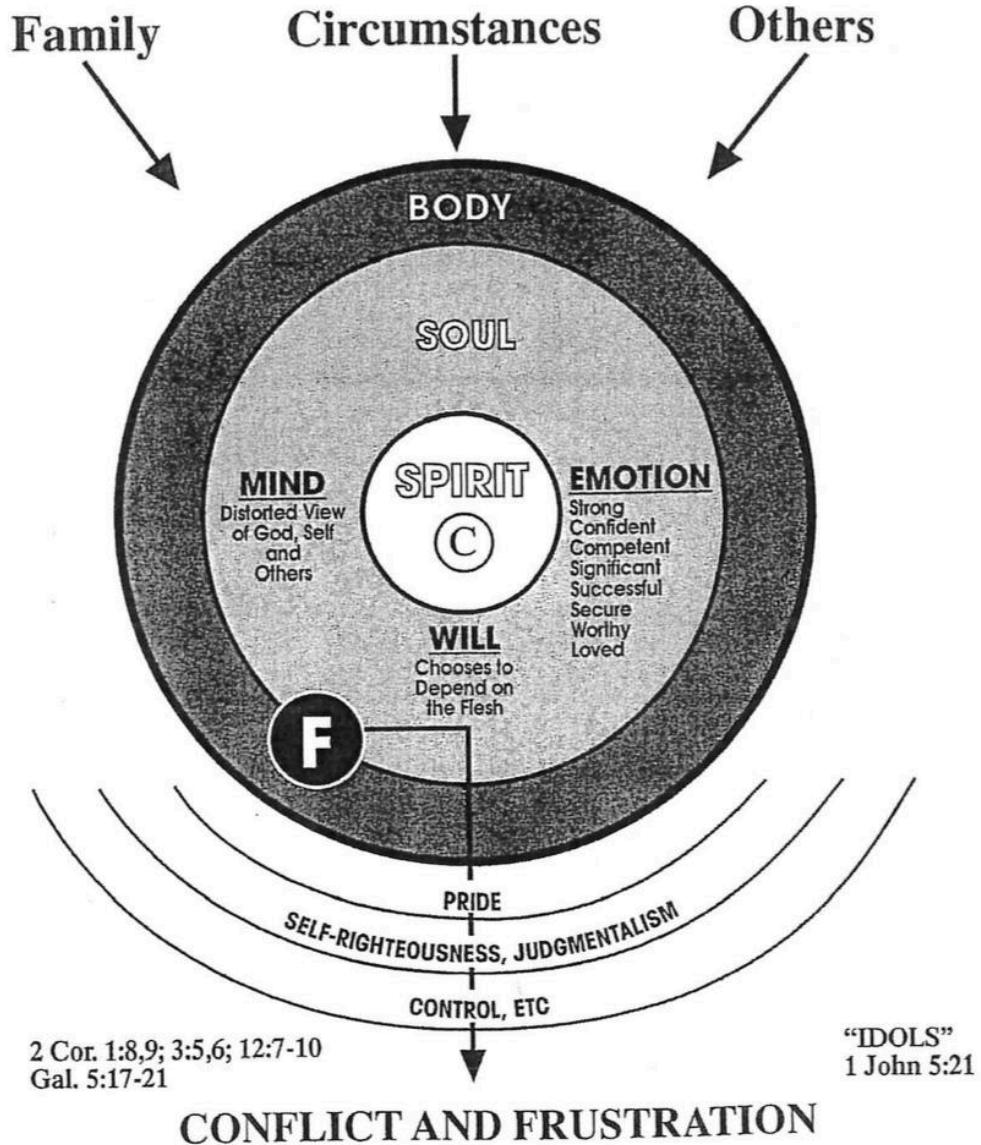 Family
Circumstances
Others
BODY
SOUL
SPIRIT
C
MIND
Distorted View
of God, Self
and
Others
EMOTION
Strong
Confident
Competent
Significant
Successful
Secure
Worthy
Loved
WILL
Chooses to
Depend on
the Flesh
F
PRIDE
SELF-RIGHTEOUSNESS, JUDGMENTALISM
CONTROL, ETC
2 Cor. 1:8,9; 3:5,6; 12:7-10
Gal. 5:17-21
"IDOLS"
1 John 5:21
CONFLICT AND FRUSTRATION